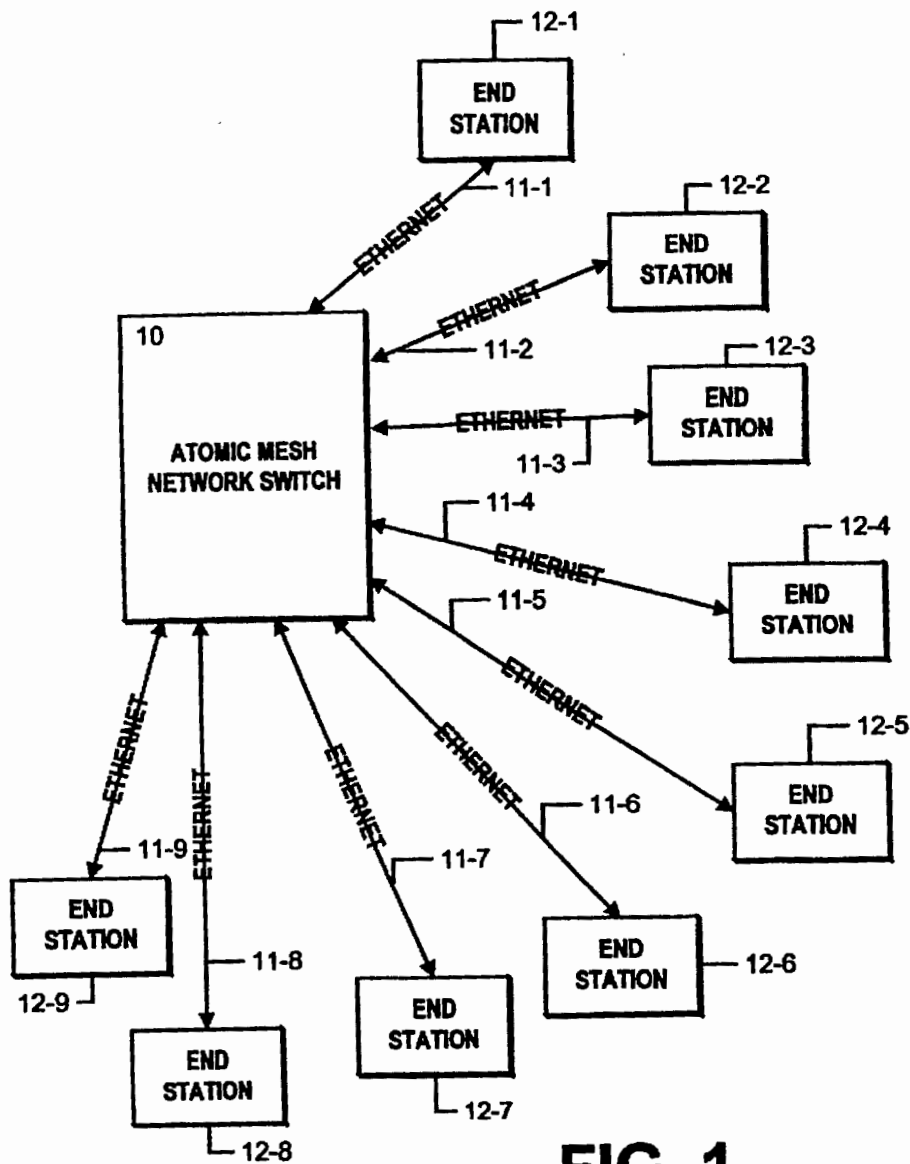 12-1
END
STATION
11-1
ETHERNET
12-2
END
STATION
ETHERNET
11-2
10
ATOMIC MESH
NETWORK SWITCH
12-3
END
STATION
ETHERNET
11-3
11-4
ETHERNET
12-4
END
STATION
11-5
ETHERNET
12-5
END
STATION
ETHERNET
11-6
END
STATION
12-6
ETHERNET
11-7
END
STATION
12-7
ETHERNET
11-8
END
STATION
12-8
ETHERNET
11-9
END
STATION
12-9
FIG. 1